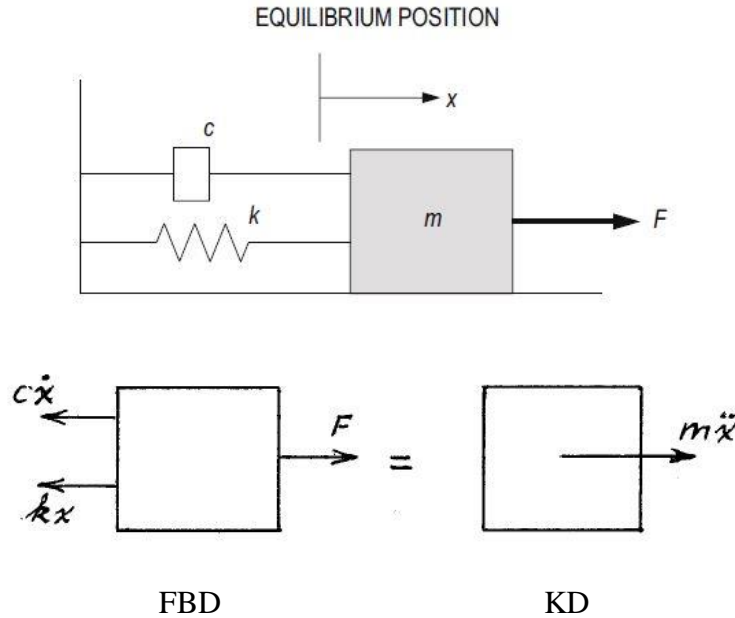 EQUILIBRIUM POSITION
x
c
k
m
F
cẋ
F
=
mẍ
kx
FBD
KD